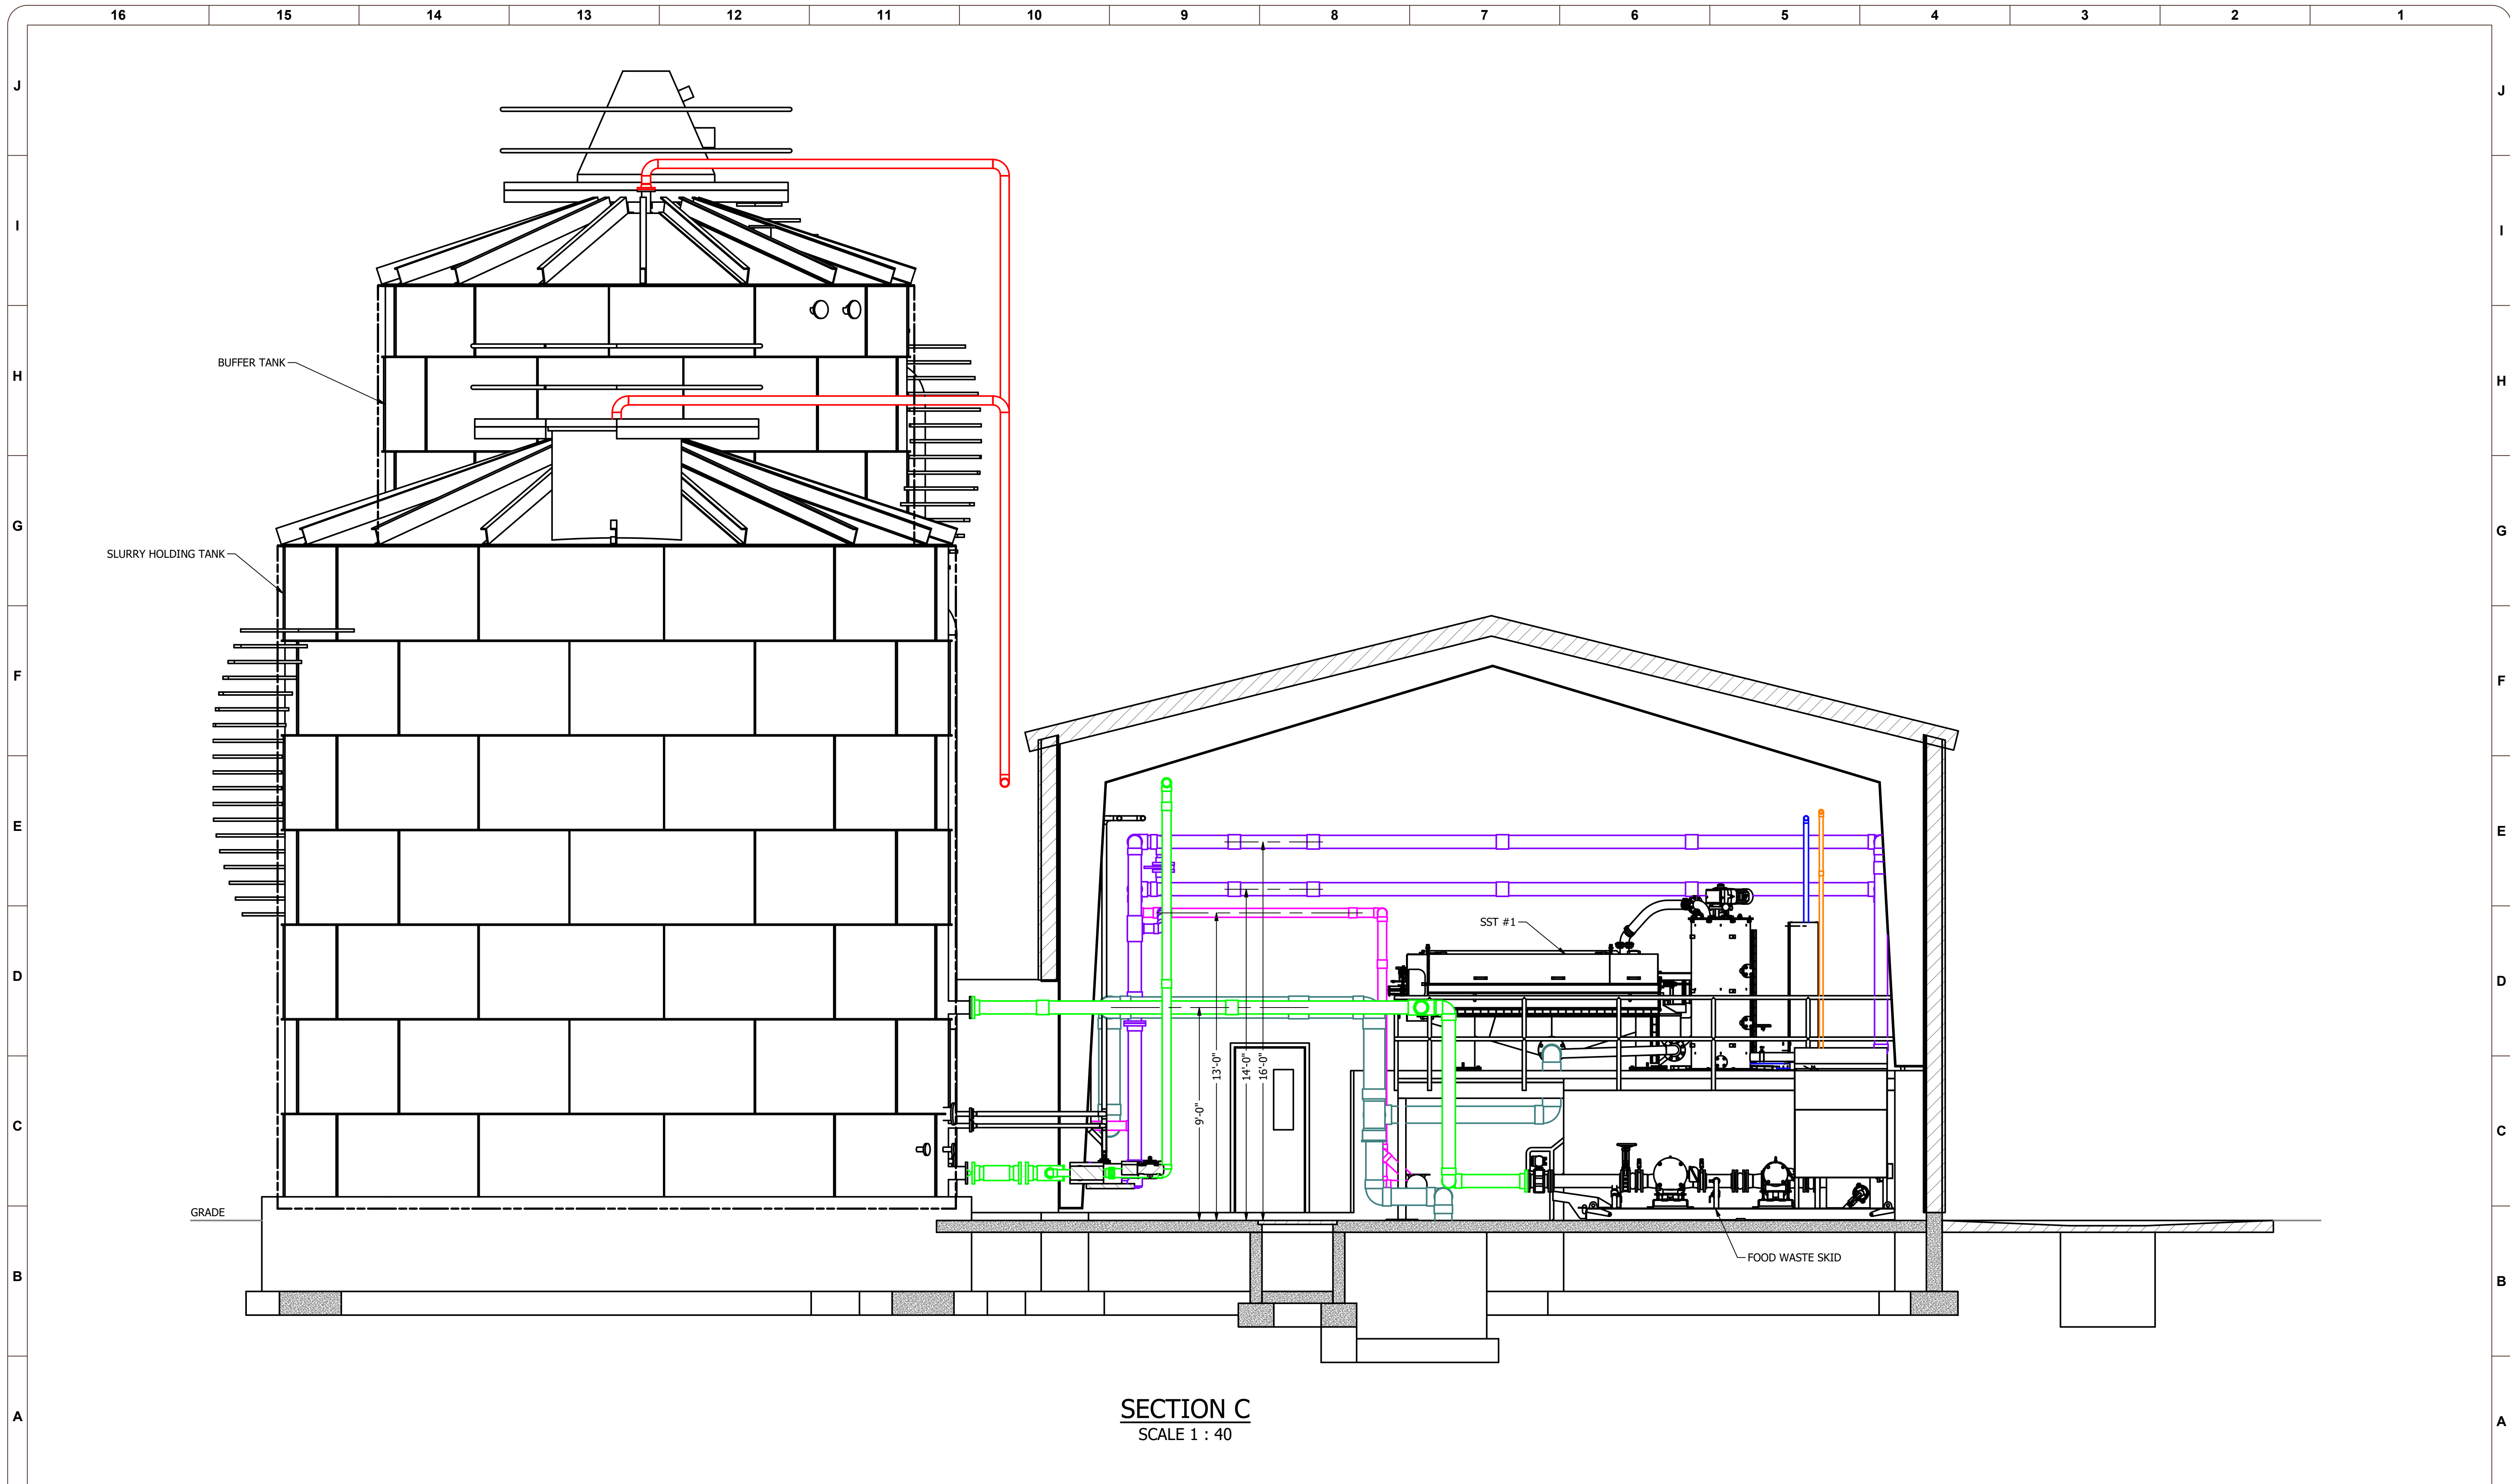 16 15 14 13 12 11 10 9 8 7 6 5 4 3 2 1
J J
I I
H H
BUFFER TANK
G G
SLURRY HOLDING TANK
F F
E E
SST #1
D D
13'-0"
14'-0"
16'-0"
9'-0"
C C
GRADE
FOOD WASTE SKID
B B
SECTION C
SCALE 1 : 40
A A